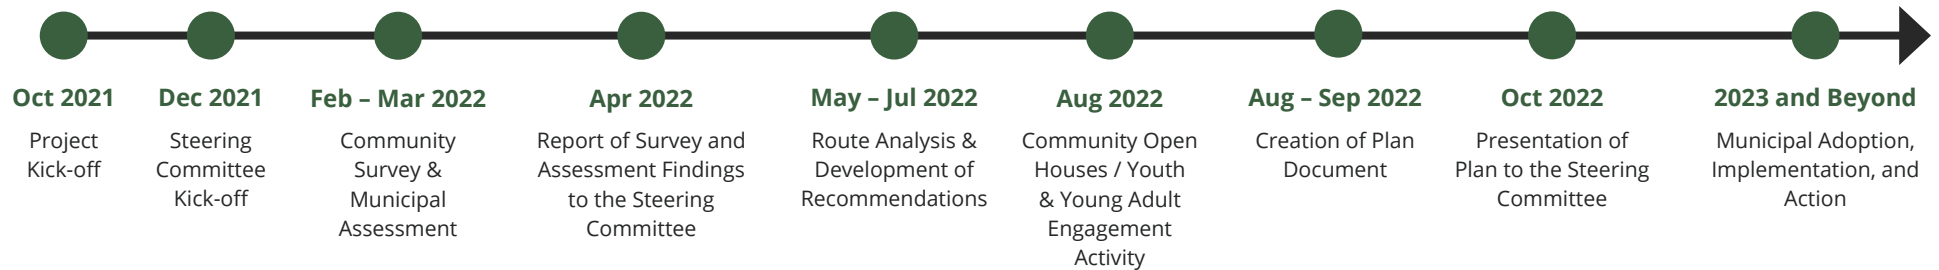 Oct 2021
Project
Kick-off
Dec 2021
Steering
Committee
Kick-off
Feb – Mar 2022
Community
Survey &
Municipal
Assessment
Apr 2022
Report of Survey and
Assessment Findings
to the Steering
Committee
May – Jul 2022
Route Analysis &
Development of
Recommendations
Aug 2022
Community Open
Houses / Youth
& Young Adult
Engagement
Activity
Aug – Sep 2022
Creation of Plan
Document
Oct 2022
Presentation of
Plan to the Steering
Committee
2023 and Beyond
Municipal Adoption,
Implementation, and
Action